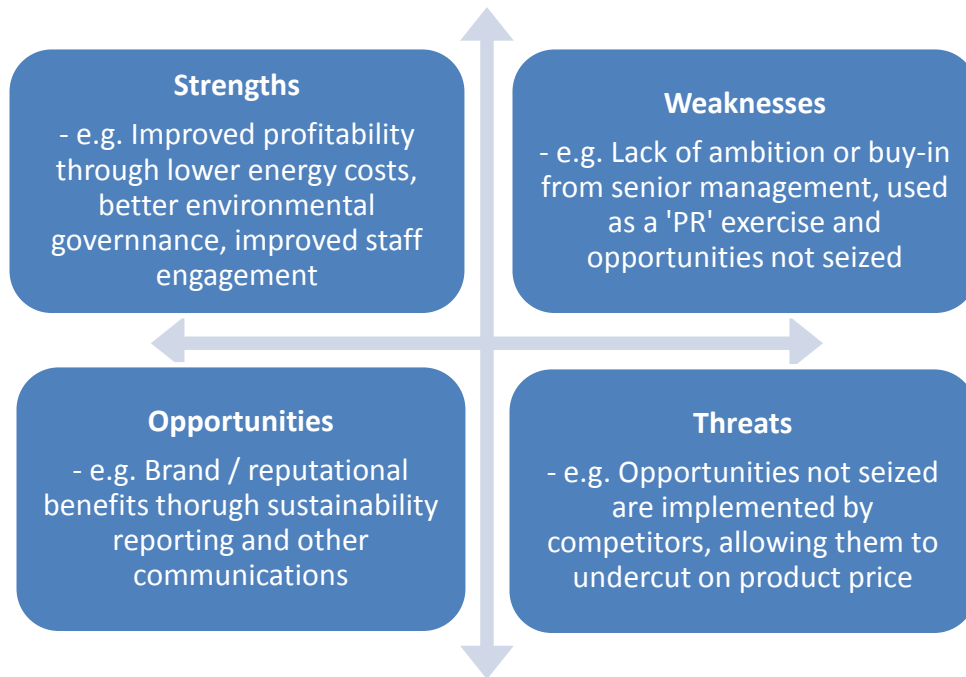 Strengths
- e.g. Improved profitability
through lower energy costs,
better environmental
governnance, improved staff
engagement
Weaknesses
- e.g. Lack of ambition or buy-in
from senior management, used
as a 'PR' exercise and
opportunities not seized
Opportunities
- e.g. Brand / reputational
benefits thorugh sustainability
reporting and other
communications
Threats
- e.g. Opportunities not seized
are implemented by
competitors, allowing them to
undercut on product price